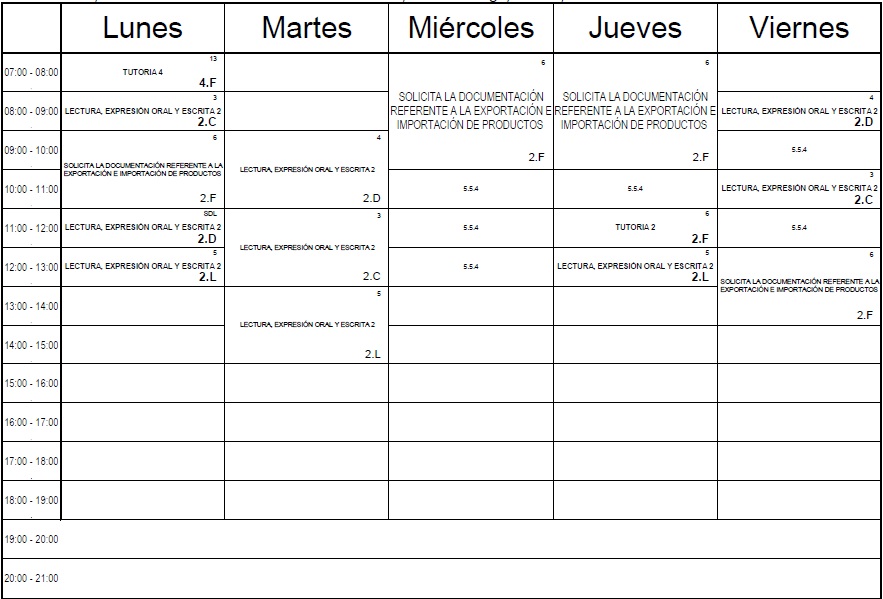 Lunes Martes Miércoles Jueves Viernes
07:00 - 08:00
13
TUTORIA 4
4.F
6
SOLICITA LA DOCUMENTACIÓN
REFERENTE A LA EXPORTACIÓN E
IMPORTACIÓN DE PRODUCTOS
2.F
6
SOLICITA LA DOCUMENTACIÓN
REFERENTE A LA EXPORTACIÓN E
IMPORTACIÓN DE PRODUCTOS
2.F
08:00 - 09:00
3
LECTURA, EXPRESIÓN ORAL Y ESCRITA 2
2.C
4
LECTURA, EXPRESIÓN ORAL Y ESCRITA 2
2.D
09:00 - 10:00
6
SOLICITA LA DOCUMENTACIÓN REFERENTE A LA
EXPORTACIÓN E IMPORTACIÓN DE PRODUCTOS
2.F
4
LECTURA, EXPRESIÓN ORAL Y ESCRITA 2
2.D
5.5.4
10:00 - 11:00
5.5.4
5.5.4
3
LECTURA, EXPRESIÓN ORAL Y ESCRITA 2
2.C
11:00 - 12:00
SDL
LECTURA, EXPRESIÓN ORAL Y ESCRITA 2
2.D
3
LECTURA, EXPRESIÓN ORAL Y ESCRITA 2
2.C
5.5.4
6
TUTORIA 2
2.F
5.5.4
12:00 - 13:00
5
LECTURA, EXPRESIÓN ORAL Y ESCRITA 2
2.L
5.5.4
5
LECTURA, EXPRESIÓN ORAL Y ESCRITA 2
2.L
6
SOLICITA LA DOCUMENTACIÓN REFERENTE A LA
EXPORTACIÓN E IMPORTACIÓN DE PRODUCTOS
2.F
13:00 - 14:00
5
LECTURA, EXPRESIÓN ORAL Y ESCRITA 2
2.L
14:00 - 15:00
15:00 - 16:00
16:00 - 17:00
17:00 - 18:00
18:00 - 19:00
19:00 - 20:00
20:00 - 21:00